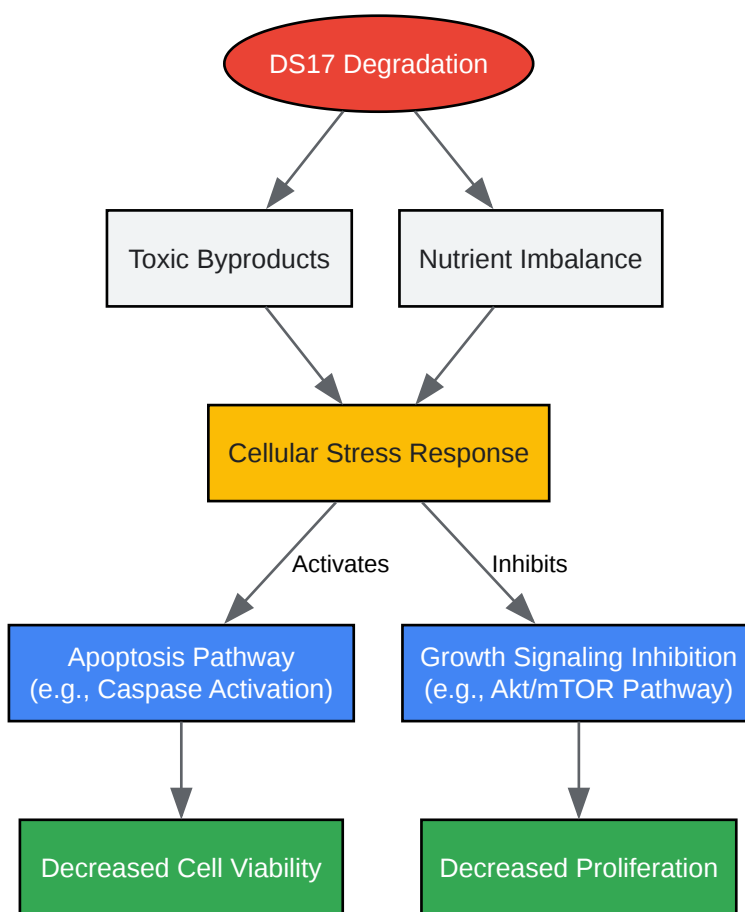 DS17 Degradation
Toxic Byproducts
Nutrient Imbalance
Cellular Stress Response
Activates
Inhibits
Apoptosis Pathway
(e.g., Caspase Activation)
Growth Signaling Inhibition
(e.g., Akt/mTOR Pathway)
Decreased Cell Viability
Decreased Proliferation